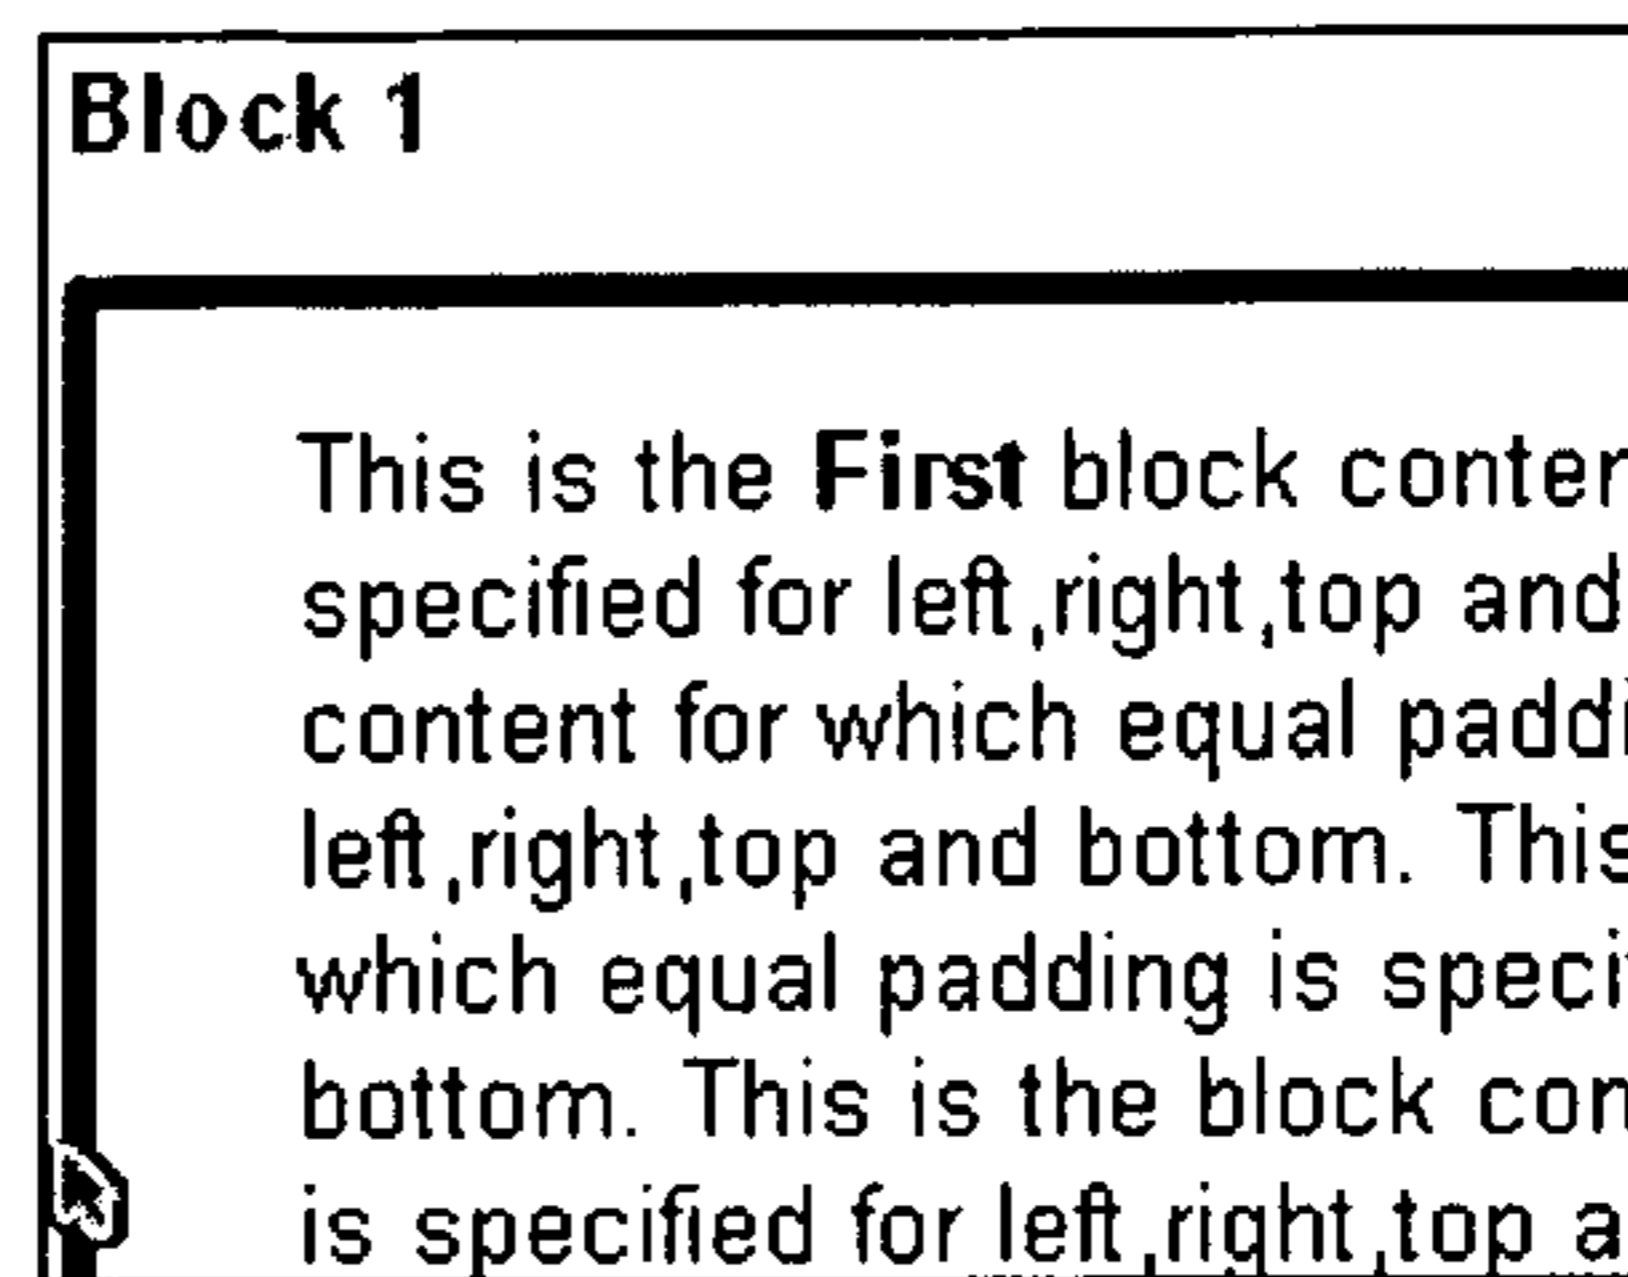 Block 1
This is the First block conten
specified for left,right,top and
content for which equal paddi
left,right,top and bottom. This
which equal padding is specif
bottom. This is the block con
is specified for left,right,top a